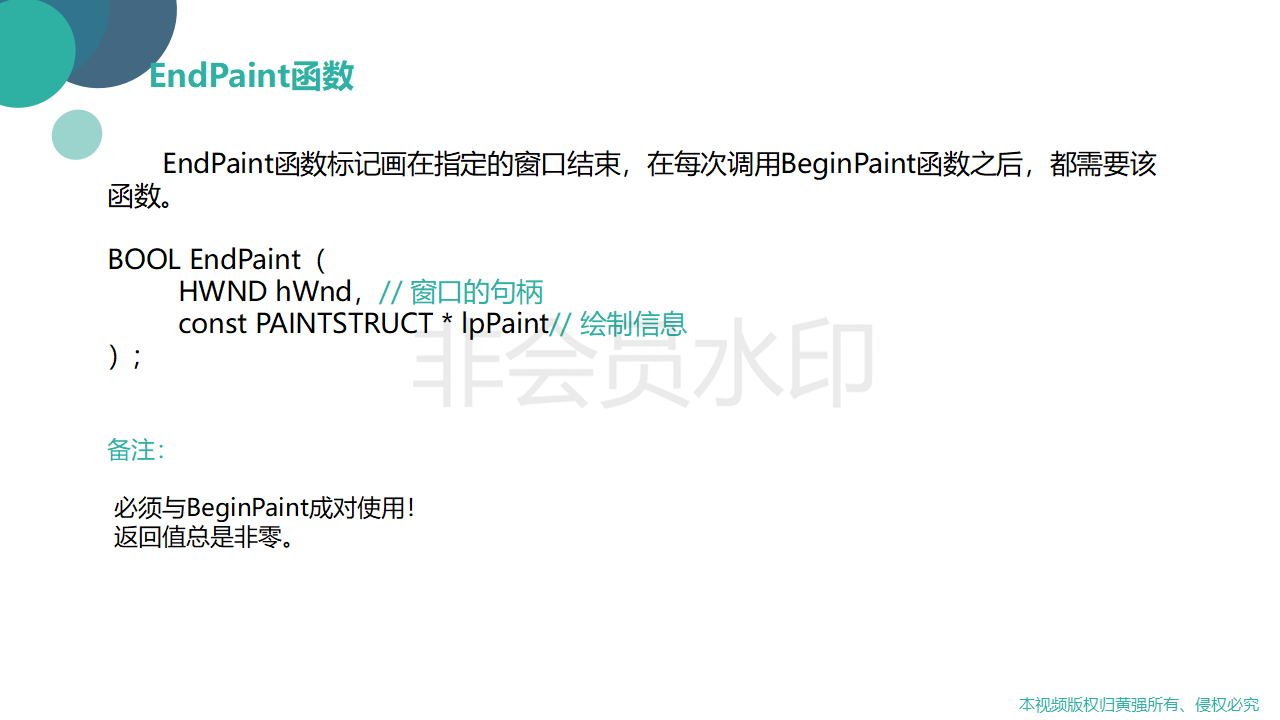 EndPaint函数
EndPaint函数标记画在指定的窗口结束，在每次调用BeginPaint函数之后，都需要该
函数。
BOOL EndPaint（
HWND hWnd，// 窗口的句柄
const PAINTSTRUCT * lpPaint// 绘制信息
）;
非会员水印
备注：
必须与BeginPaint成对使用！
返回值总是非零。
本视频版权归黄强所有、侵权必究